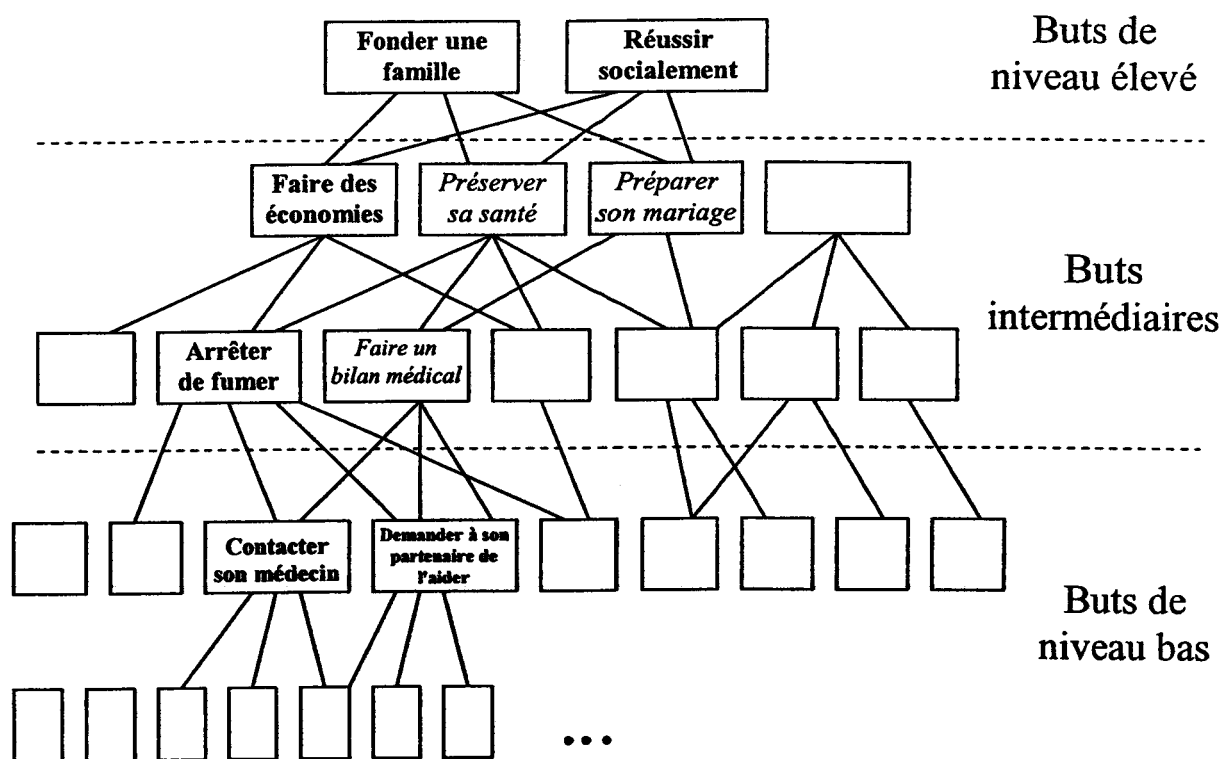 Fonder une
famille
Réussir
socialement
Buts de
niveau élevé
Faire des
économies
Préserver
sa santé
Préparer
son mariage
Buts
intermédiaires
Arrêter
de fumer
Faire un
bilan médical
Contacter
son médecin
Demander à son
partenaire de
l'aider
Buts de
niveau bas
...